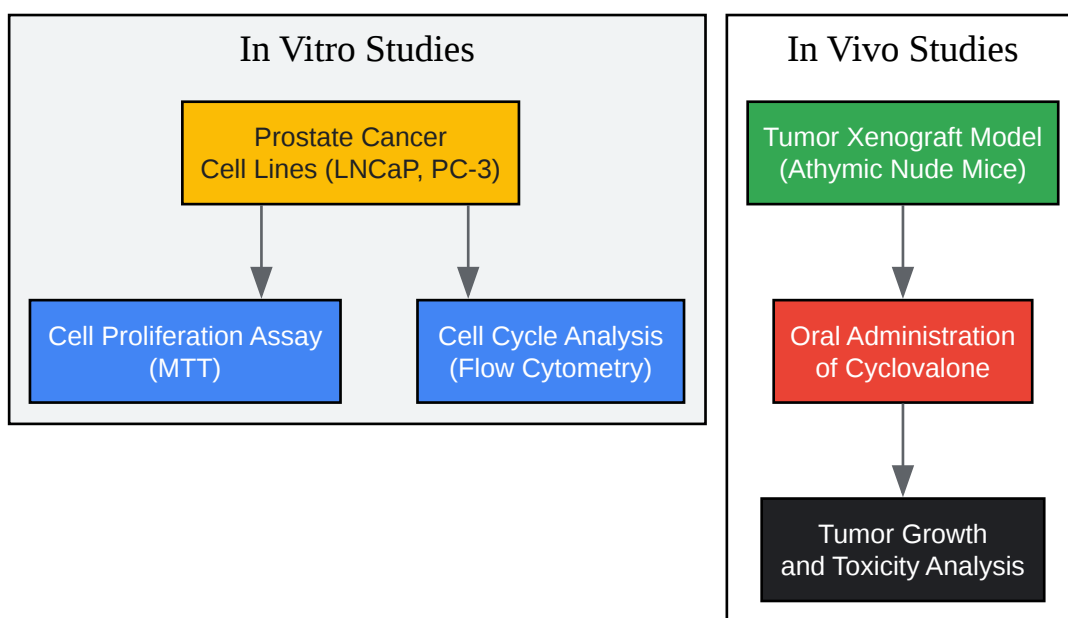 In Vitro Studies
Prostate Cancer
Cell Lines (LNCaP, PC-3)
Cell Proliferation Assay
(MTT)
Cell Cycle Analysis
(Flow Cytometry)
In Vivo Studies
Tumor Xenograft Model
(Athymic Nude Mice)
Oral Administration
of Cyclovalone
Tumor Growth
and Toxicity Analysis